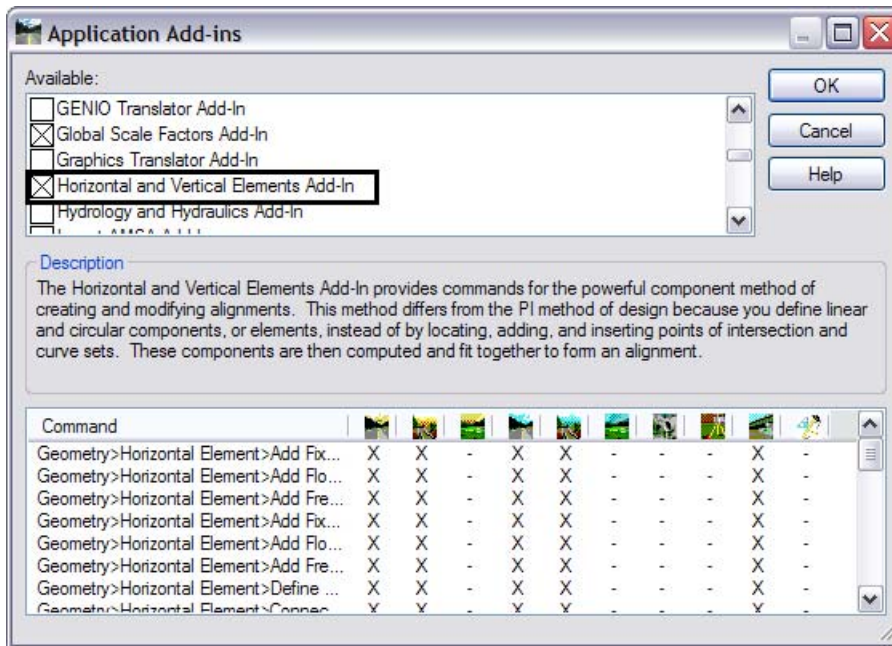 Application Add-ins
Available:
GENIO Translator Add-In
Global Scale Factors Add-In
Graphics Translator Add-In
Horizontal and Vertical Elements Add-In
Hydrology and Hydraulics Add-In
OK
Cancel
Help
Description
The Horizontal and Vertical Elements Add-In provides commands for the powerful component method of
creating and modifying alignments. This method differs from the PI method of design because you define linear
and circular components, or elements, instead of by locating, adding, and inserting points of intersection and
curve sets. These components are then computed and fit together to form an alignment.
Command
Geometry>Horizontal Element>Add Fix... X X - X X - - - X -
Geometry>Horizontal Element>Add Flo... X X - X X - - - X -
Geometry>Horizontal Element>Add Fre... X X - X X - - - X -
Geometry>Horizontal Element>Add Fix... X X - X X - - - X -
Geometry>Horizontal Element>Add Flo... X X - X X - - - X -
Geometry>Horizontal Element>Add Fre... X X - X X - - - X -
Geometry>Horizontal Element>Define ... X X - X X - - - X -
Geometry>Horizontal Element>Connec... X X - X X - - - X -